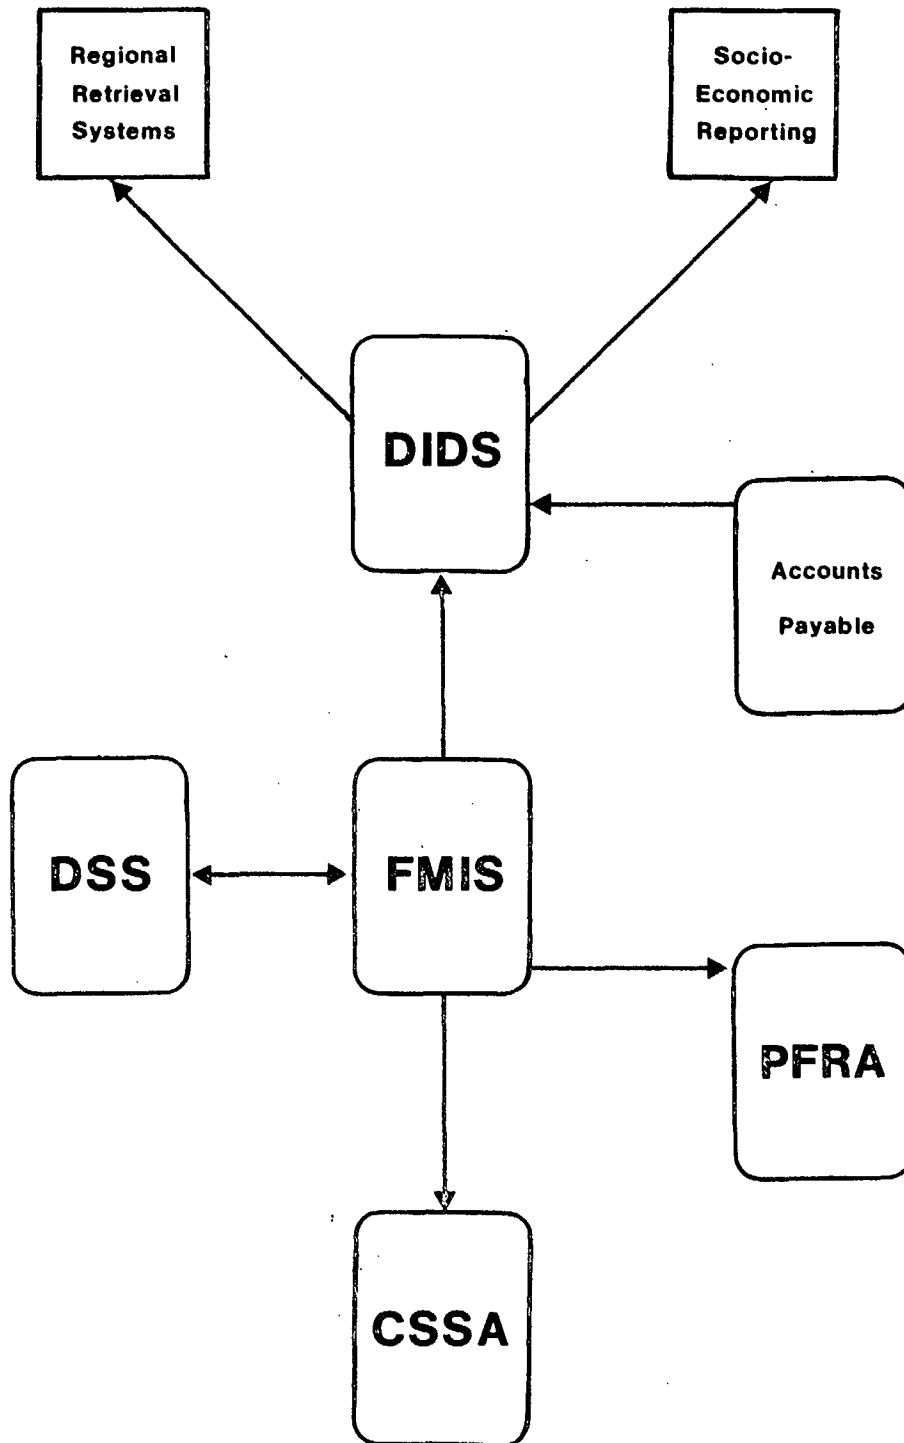 Regional
Retrieval
Systems
Socio-
Economic
Reporting
DIDS
Accounts
Payable
DSS
FMIS
PFRA
CSSA